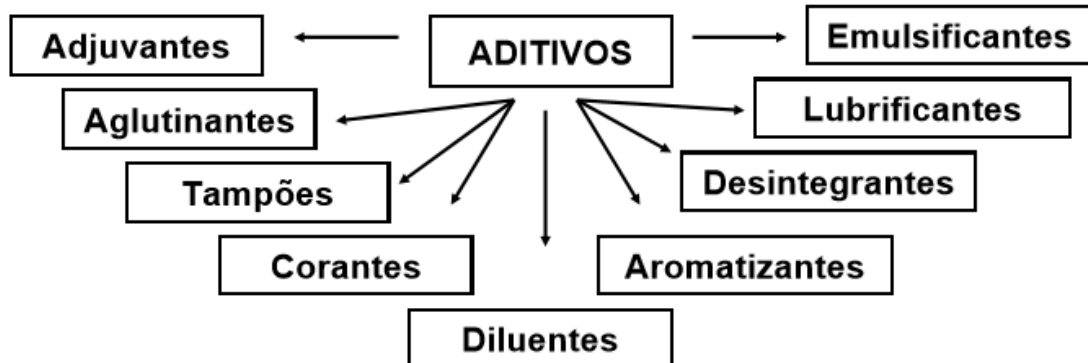 Adjuvantes
ADITIVOS
Emulsificantes
Aglutinantes
Lubrificantes
Tampões
Desintegrantes
Corantes
Aromatizantes
Diluentes